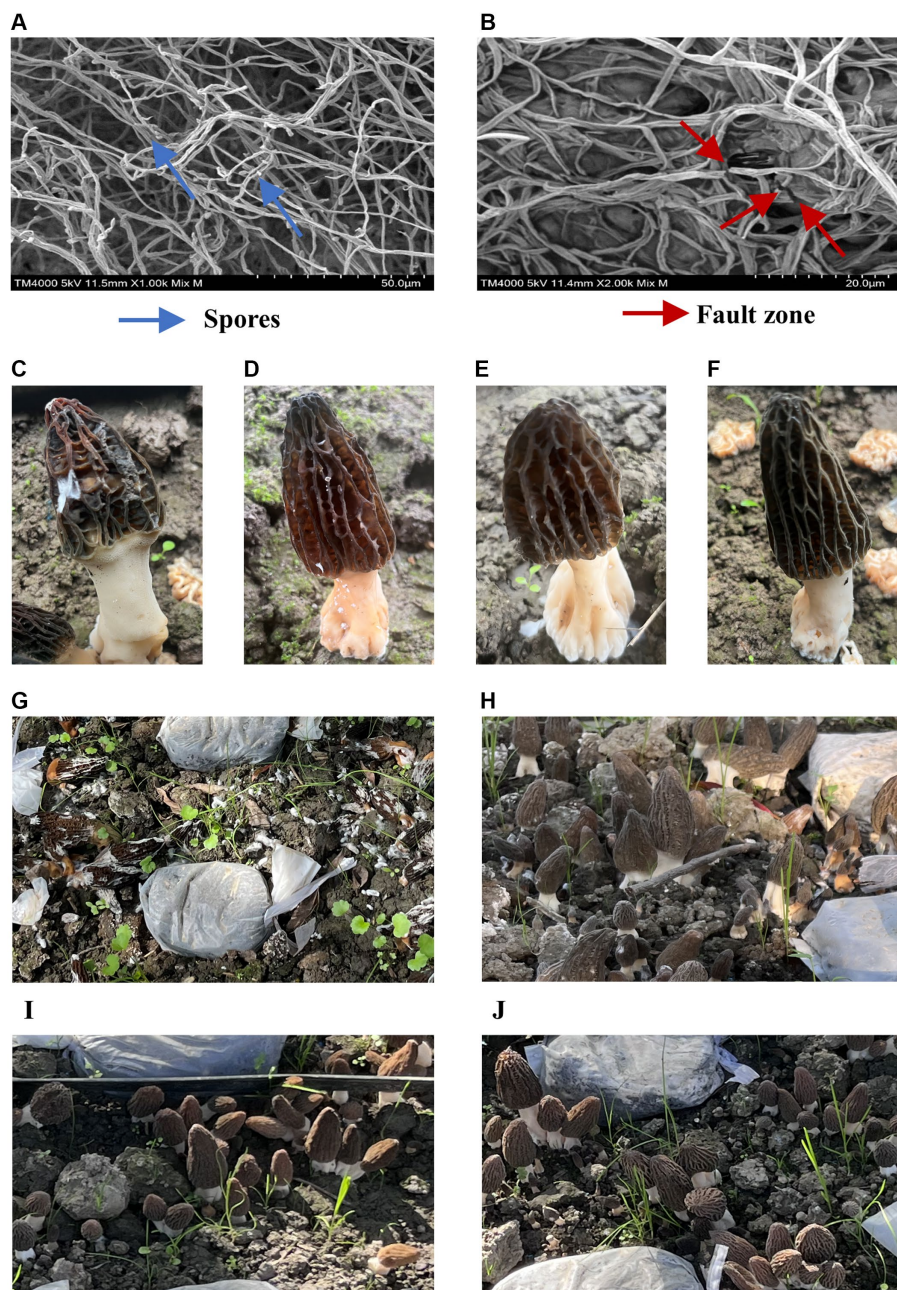 A
B
TM4000 5kV 11.5mm X1.00k Mix M 50.0µm
TM4000 5kV 11.4mm X2.00k Mix M 20.0µm
Spores
Fault zone
C
D
E
F
G
H
I
J